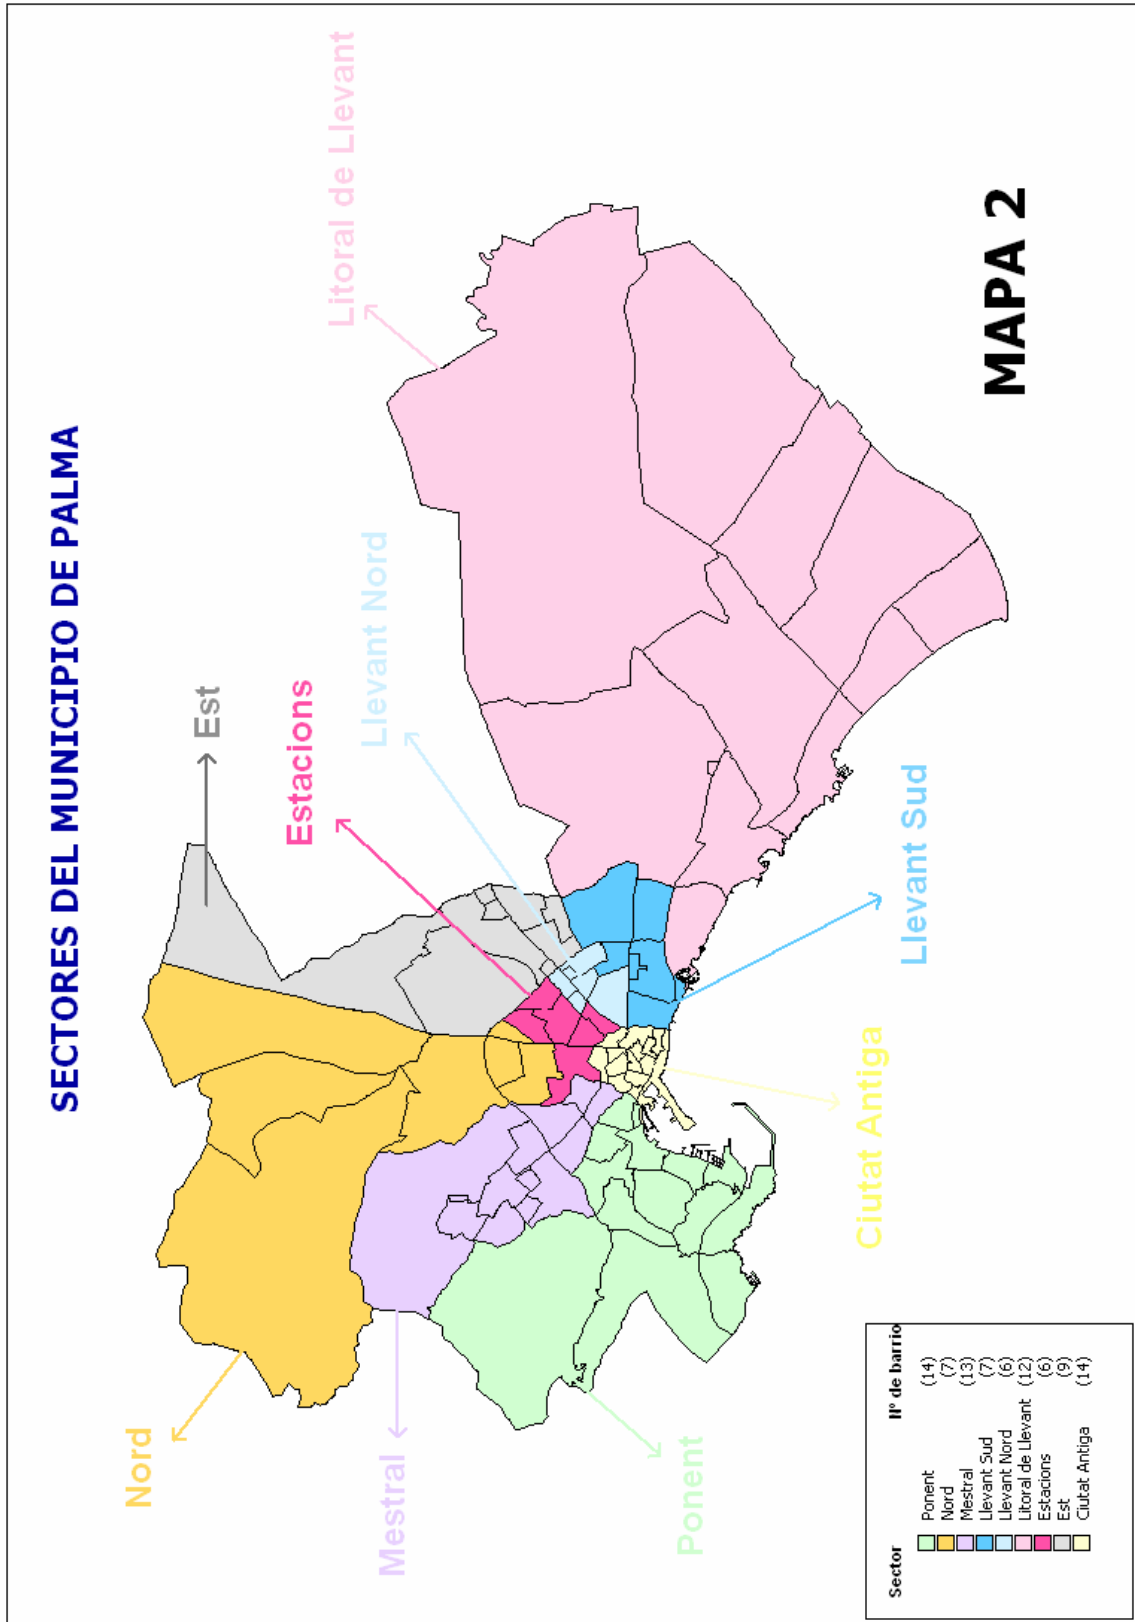 SECTORES DEL MUNICIPIO DE PALMA
Nord
Est
Litoral de Llevant
Estacions
Llevant Nord
Mestral
Ponent
Ciutat Antiga
Llevant Sud
MAPA 2
Sector Nº de barrio
Ponent (14)
Nord (7)
Mestral (13)
Llevant Sud (7)
Llevant Nord (6)
Litoral de Llevant (12)
Estacions (6)
Est (9)
Ciutat Antiga (14)